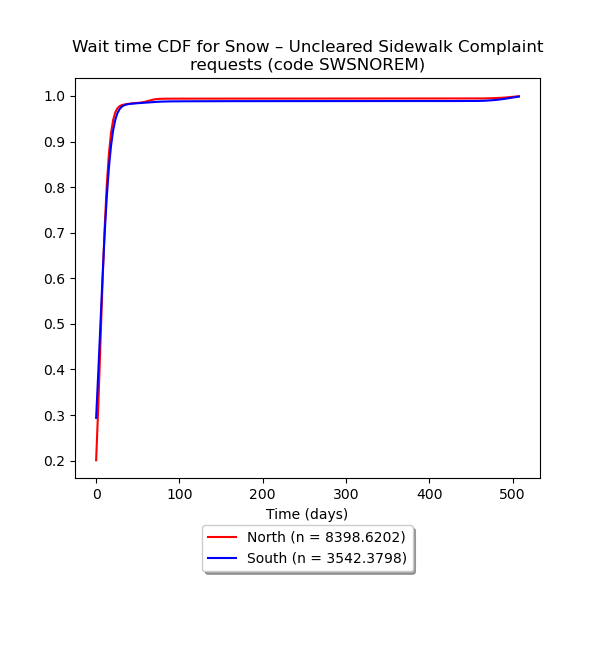 Wait time CDF for Snow – Uncleared Sidewalk Complaint
requests (code SWSNOREM)
1.0
0.9
0.8
0.7
0.6
0.5
0.4
0.3
0.2
0 100 200 300 400 500
Time (days)
North (n = 8398.6202)
South (n = 3542.3798)